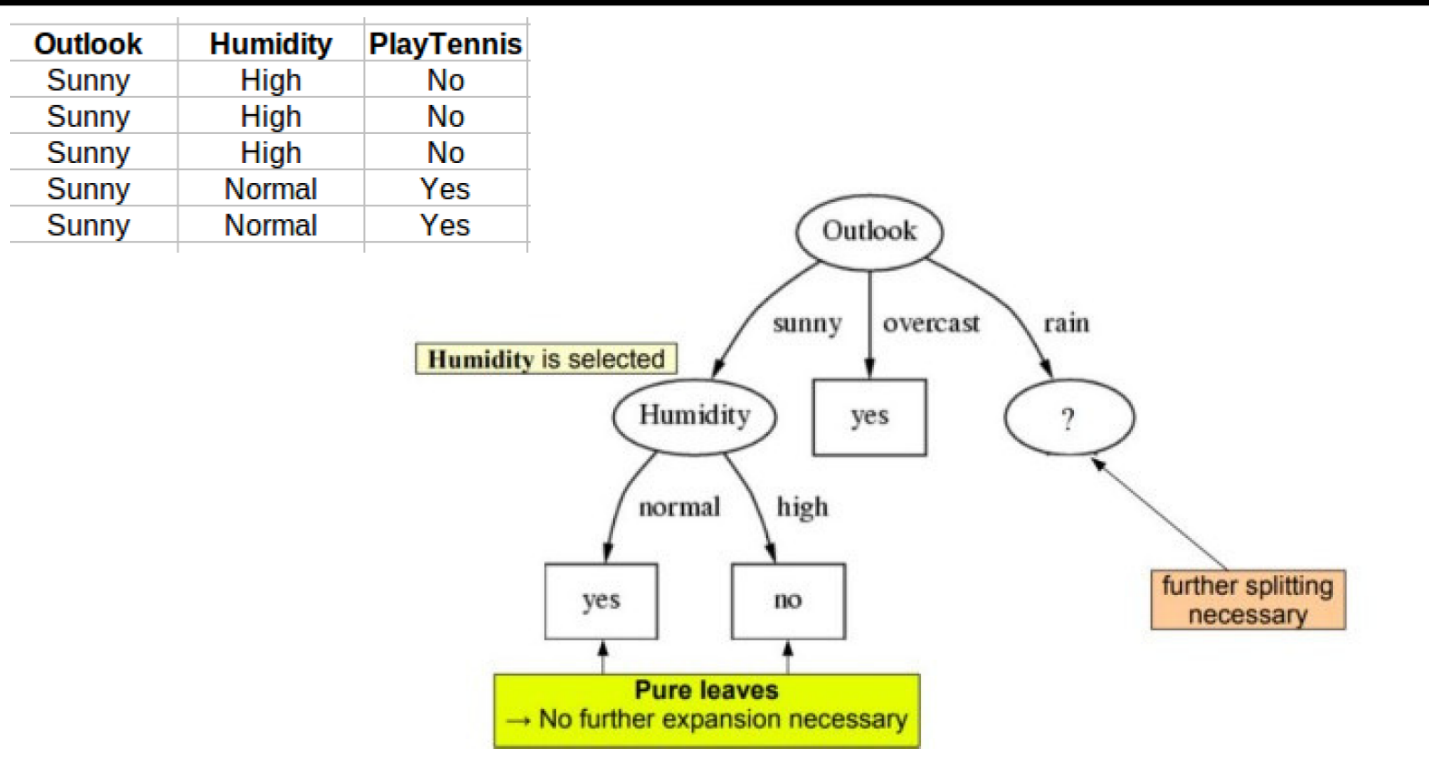 Outlook Humidity PlayTennis
Sunny High No
Sunny High No
Sunny High No
Sunny Normal Yes
Sunny Normal Yes
Outlook
sunny overcast rain
Humidity is selected
Humidity yes ?
normal high
further splitting
necessary
yes no
Pure leaves
→ No further expansion necessary